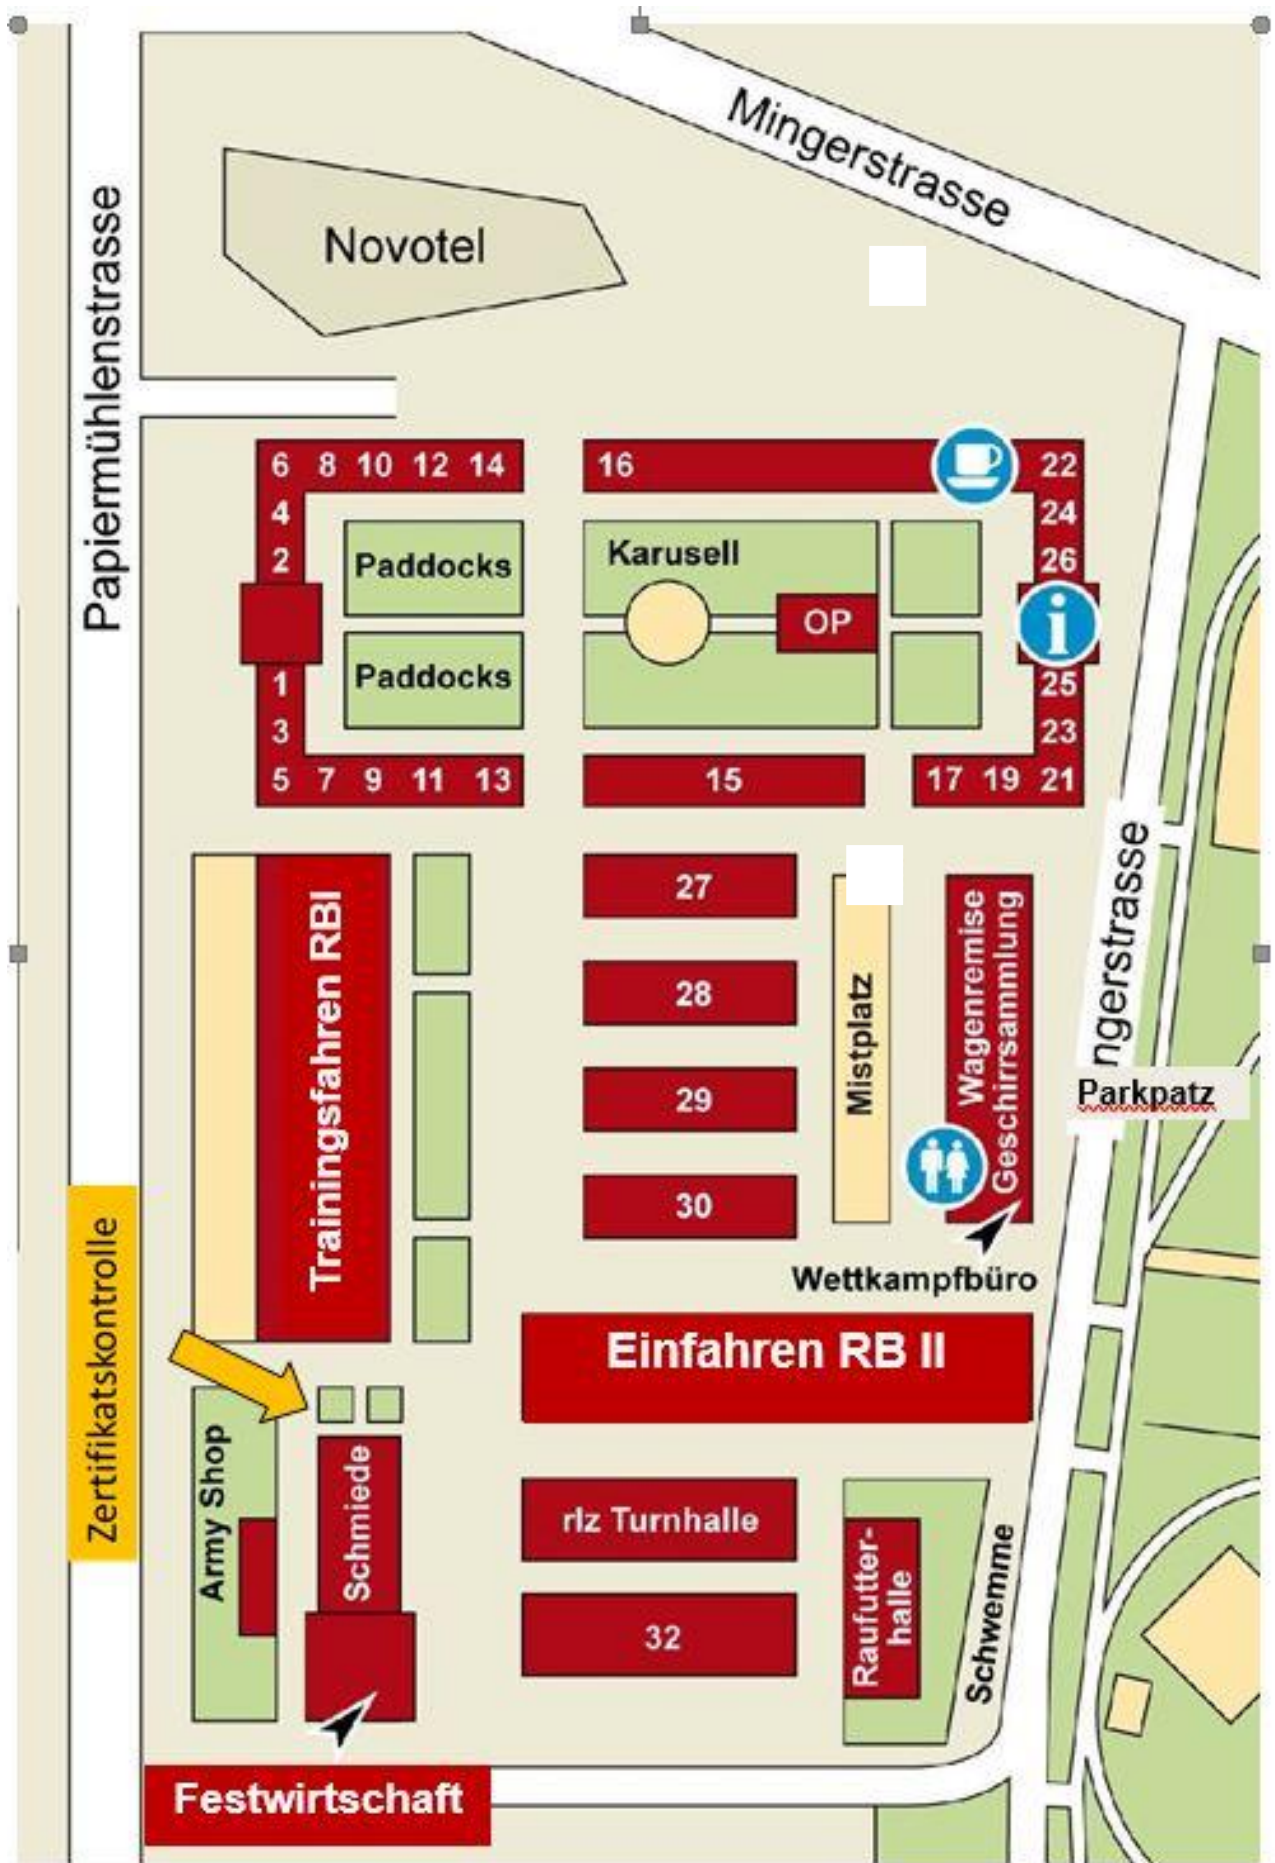 Mingerstrasse
Papiermühlenstrasse
Novotel
6 8 10 12 14
16
22
4
24
2
26
Paddocks
Karusell
OP
i
Paddocks
1
25
3
23
5 7 9 11 13
15
17 19 21
Trainingsfahren RBI
27
28
29
30
Mistplatz
Wagenremise
Geschirrsammlung
ngerstrasse
Parkpatz
Wettkampfbüro
Zertifikatskontrolle
Einfahren RB II
Army Shop
Schmiede
rlz Turnhalle
32
Raufutter-
halle
Schwemme
Festwirtschaft